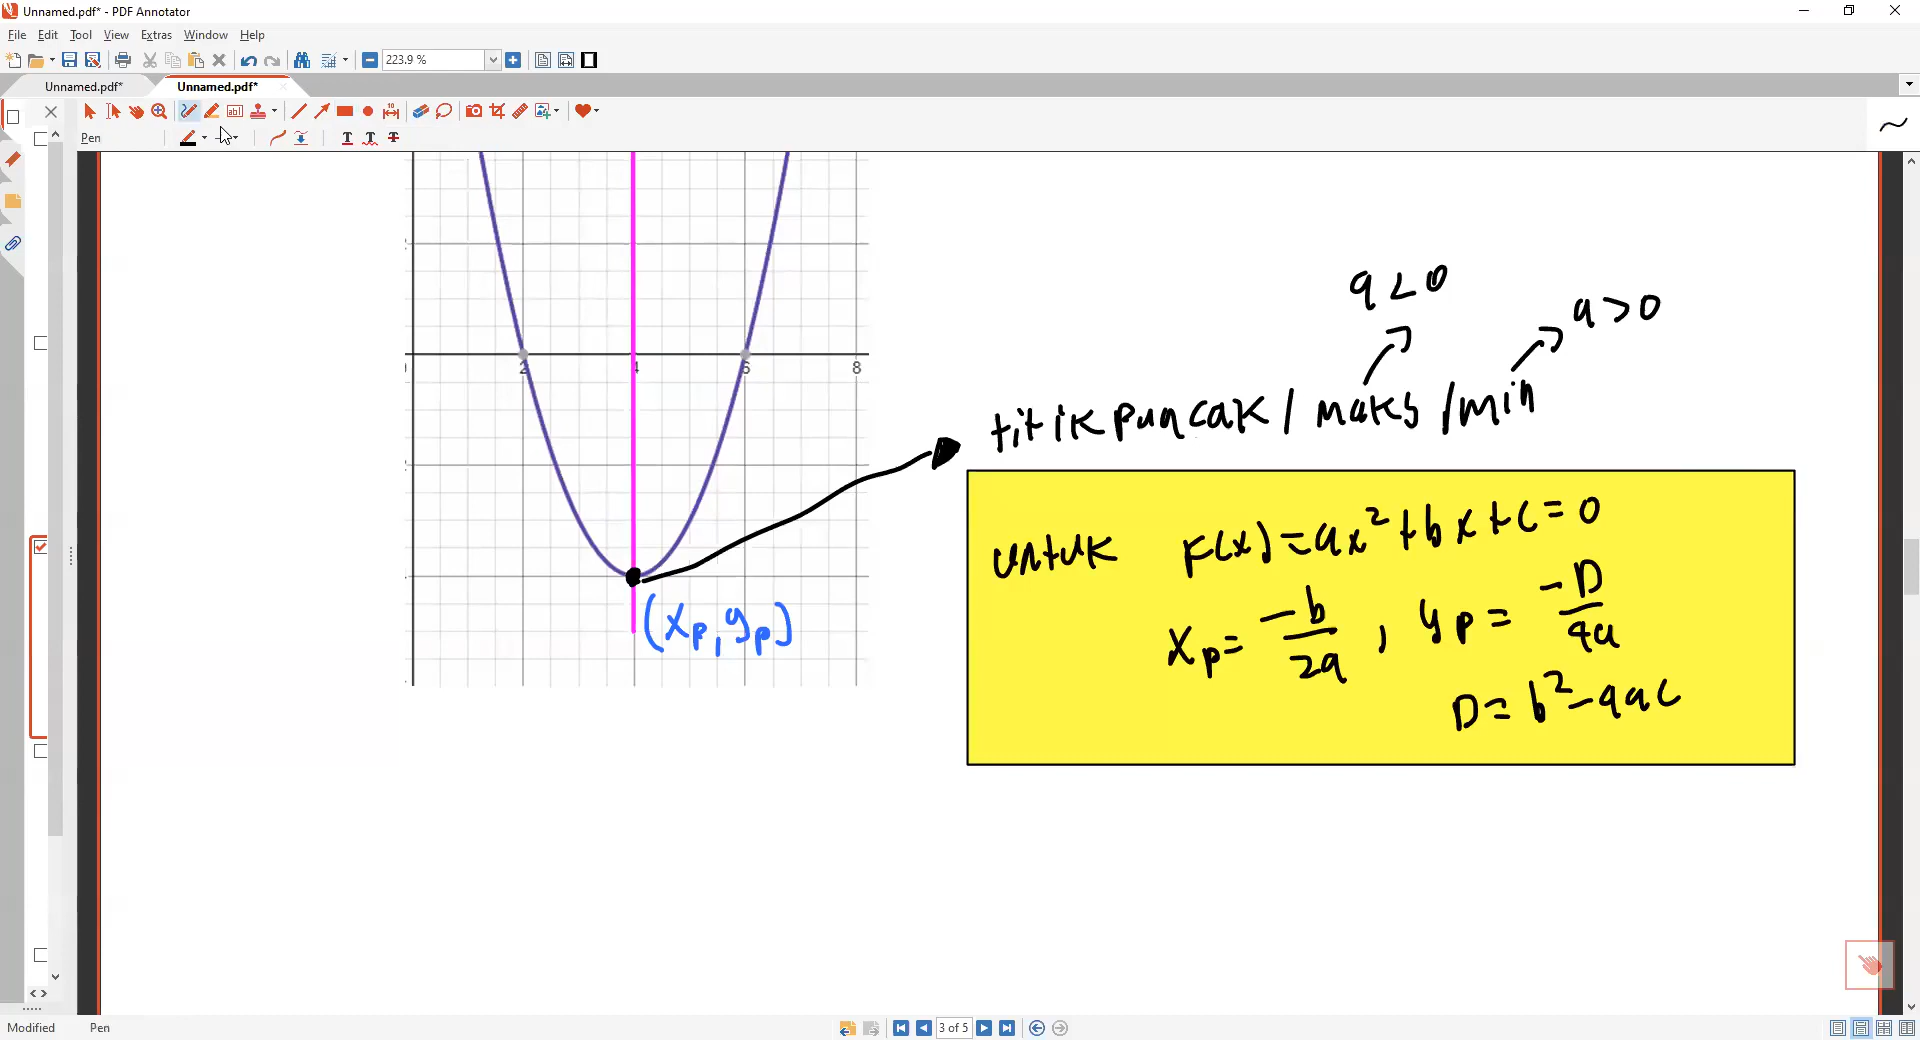 Unnamed.pdf* - PDF Annotator
File Edit Tool View Extras Window Help
223.9 %
Unnamed.pdf* Unnamed.pdf*
Pen
2 4 6 8
(xp, yp)
a < 0
a > 0
titik puncak / maks / min
untuk f(x) = ax² + bx + c = 0
xp = -b/2a , yp = -D/4a
D = b² - 4ac
Modified Pen 3 of 5